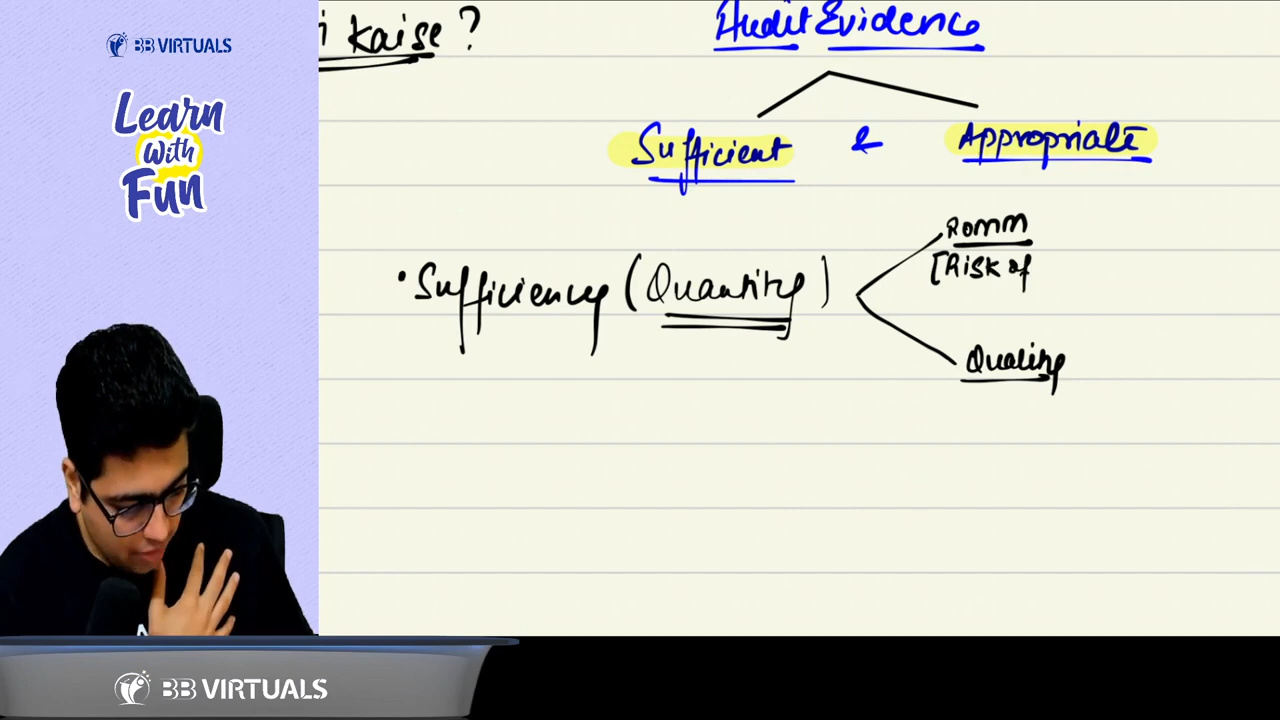 BB VIRTUALS
Learn
With
Fun
i kaise ?
Audit Evidence
Sufficient & Appropriate
• Sufficiency (Quantity)
ROMM
[Risk of
Quality
BB VIRTUALS